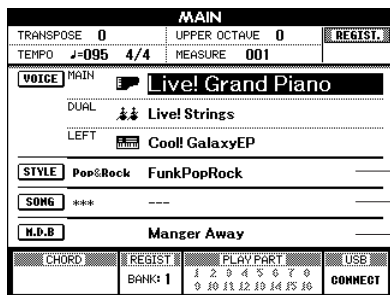 MAIN
TRANSPOSE 0 UPPER OCTAVE 0 REGIST.
TEMPO ♩=095 4/4 MEASURE 001
VOICE MAIN Live! Grand Piano
DUAL Live! Strings
LEFT Cool! GalaxyEP
STYLE Pop&Rock FunkPopRock
SONG *** ---
M.D.B Manger Away
CHORD REGIST PLAY PART USB
BANK: 1 1 2 3 4 5 6 7 8 CONNECT
9 10 11 12 13 14 15 16